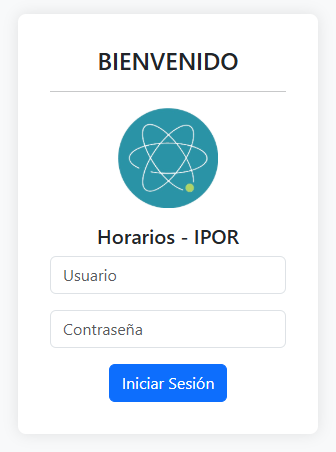 BIENVENIDO
Horarios - IPOR
Usuario
Contraseña
Iniciar Sesión